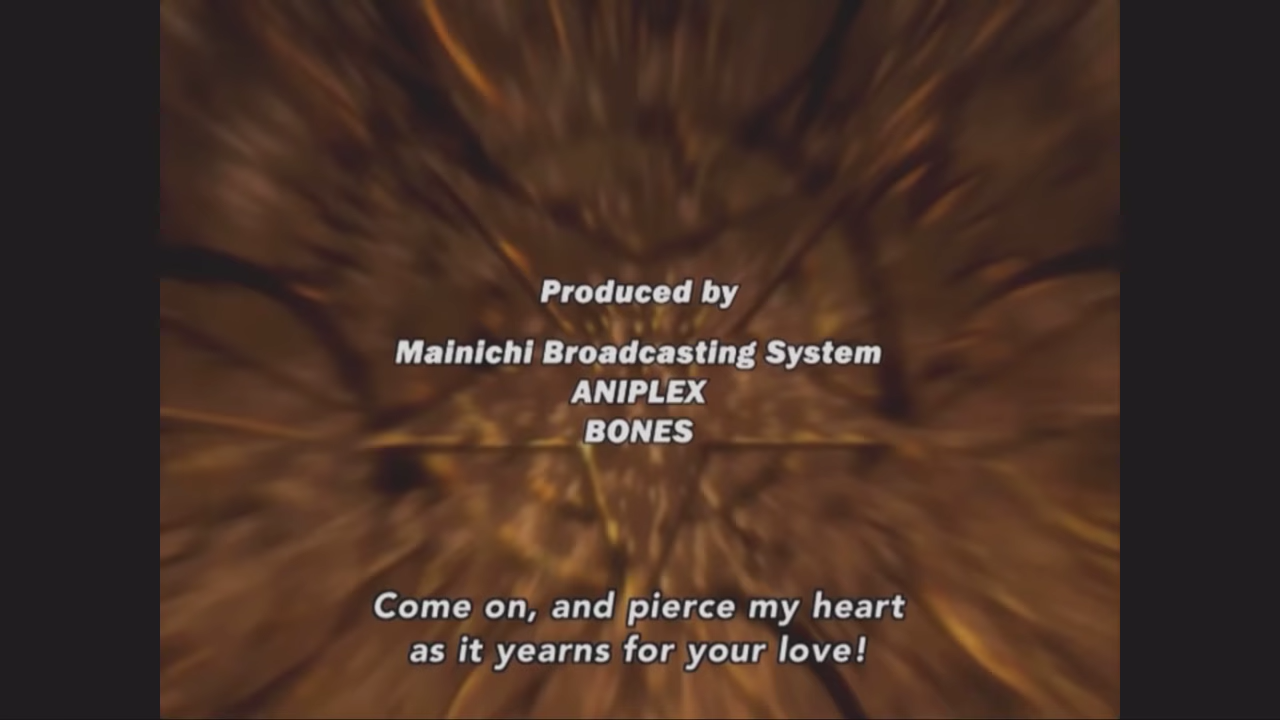 Produced by
Mainichi Broadcasting System
ANIPLEX
BONES
Come on, and pierce my heart
as it yearns for your love!